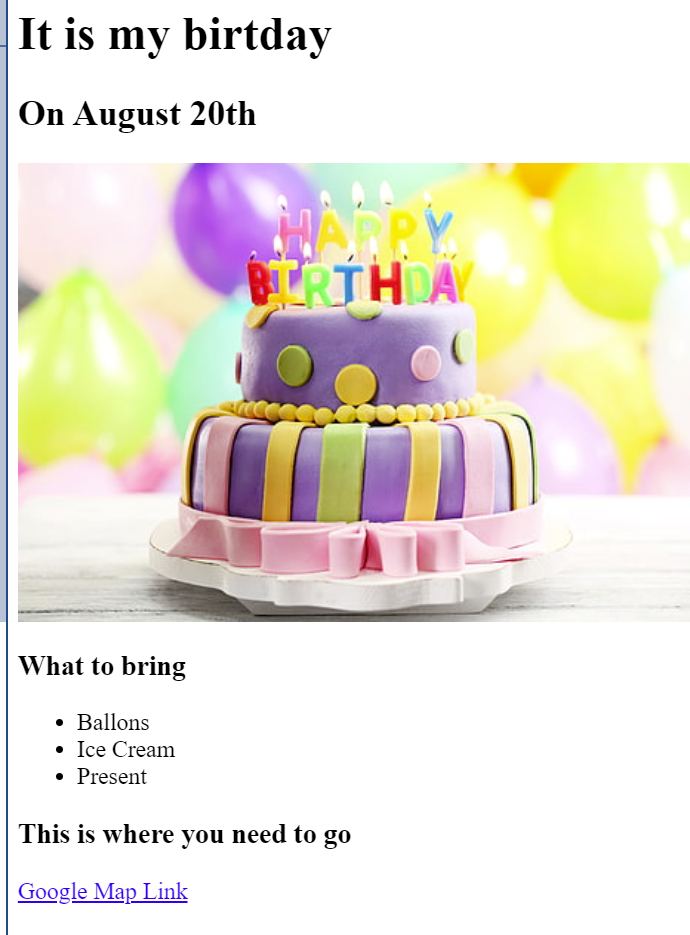 It is my birtday
On August 20th
HAPPY
BIRTHDAY
What to bring
Ballons
Ice Cream
Present
This is where you need to go
Google Map Link